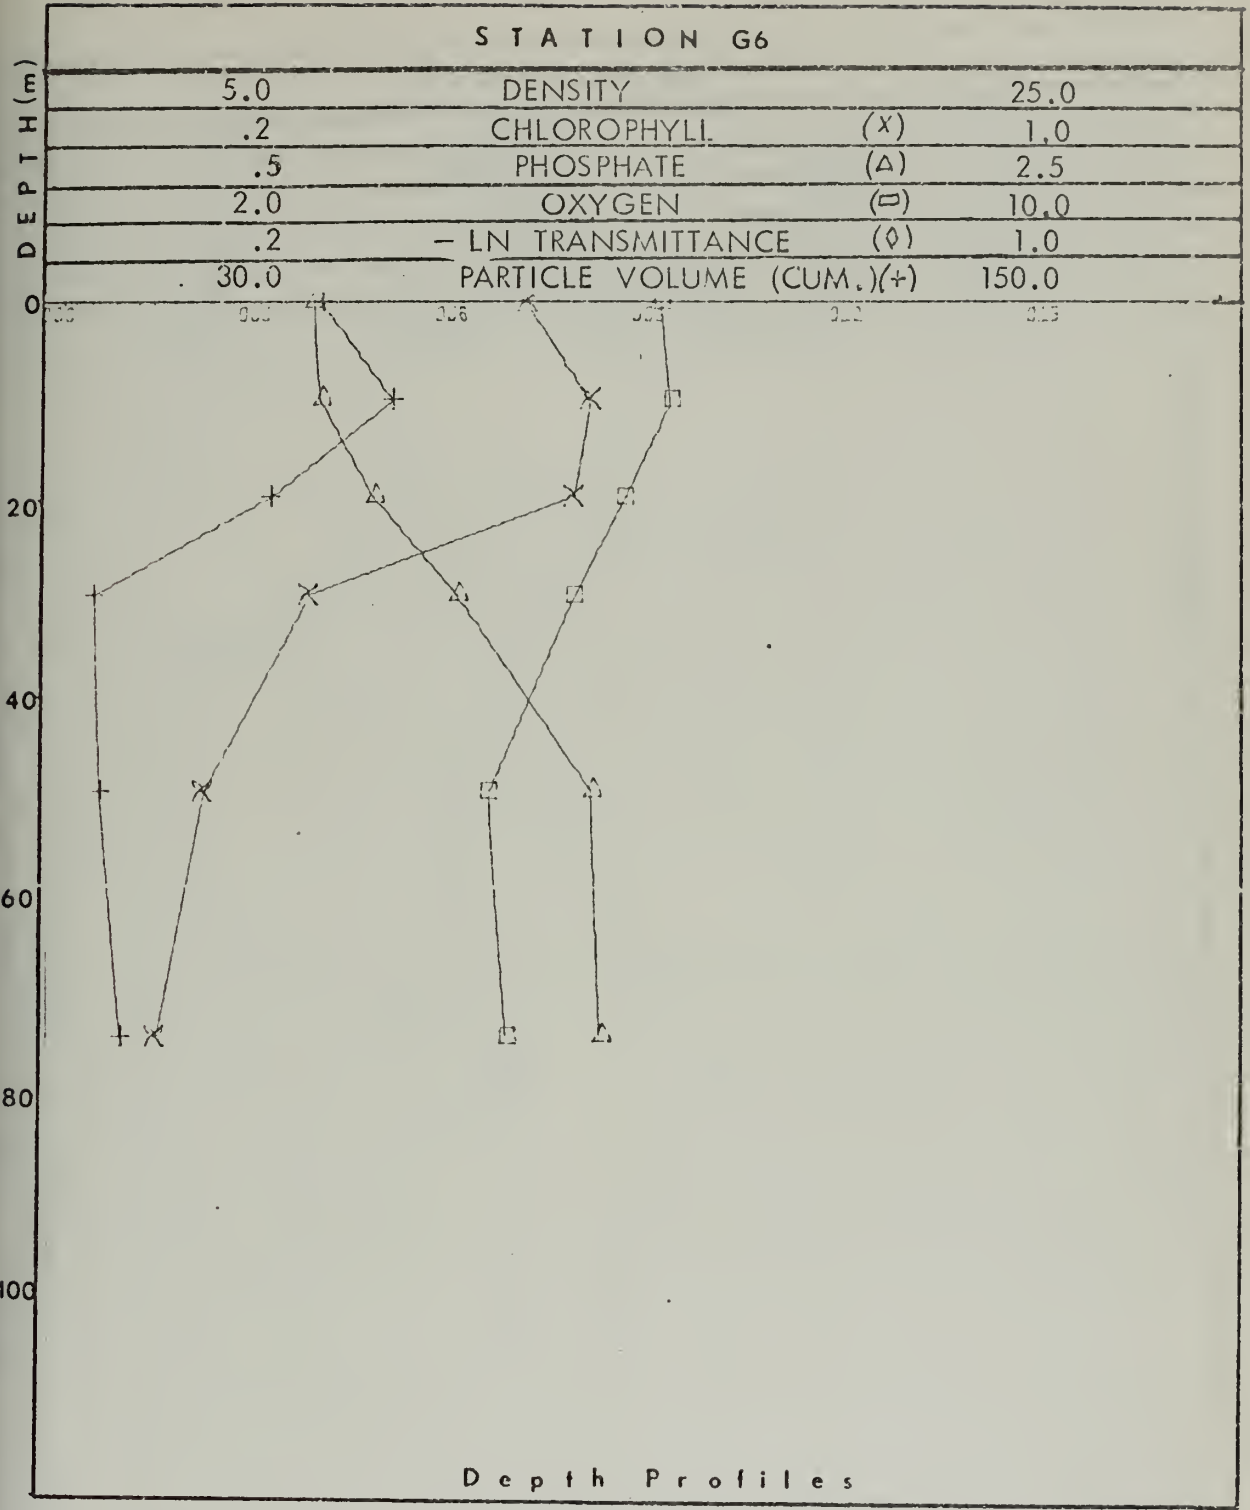 STATION G6
DEPTH (m)
5.0 DENSITY 25.0
.2 CHLOROPHYLL (X) 1.0
.5 PHOSPHATE (△) 2.5
2.0 OXYGEN (▭) 10.0
.2 - LN TRANSMITTANCE (◊) 1.0
30.0 PARTICLE VOLUME (CUM.)(+) 150.0
0
20
40
60
80
100
Depth Profiles